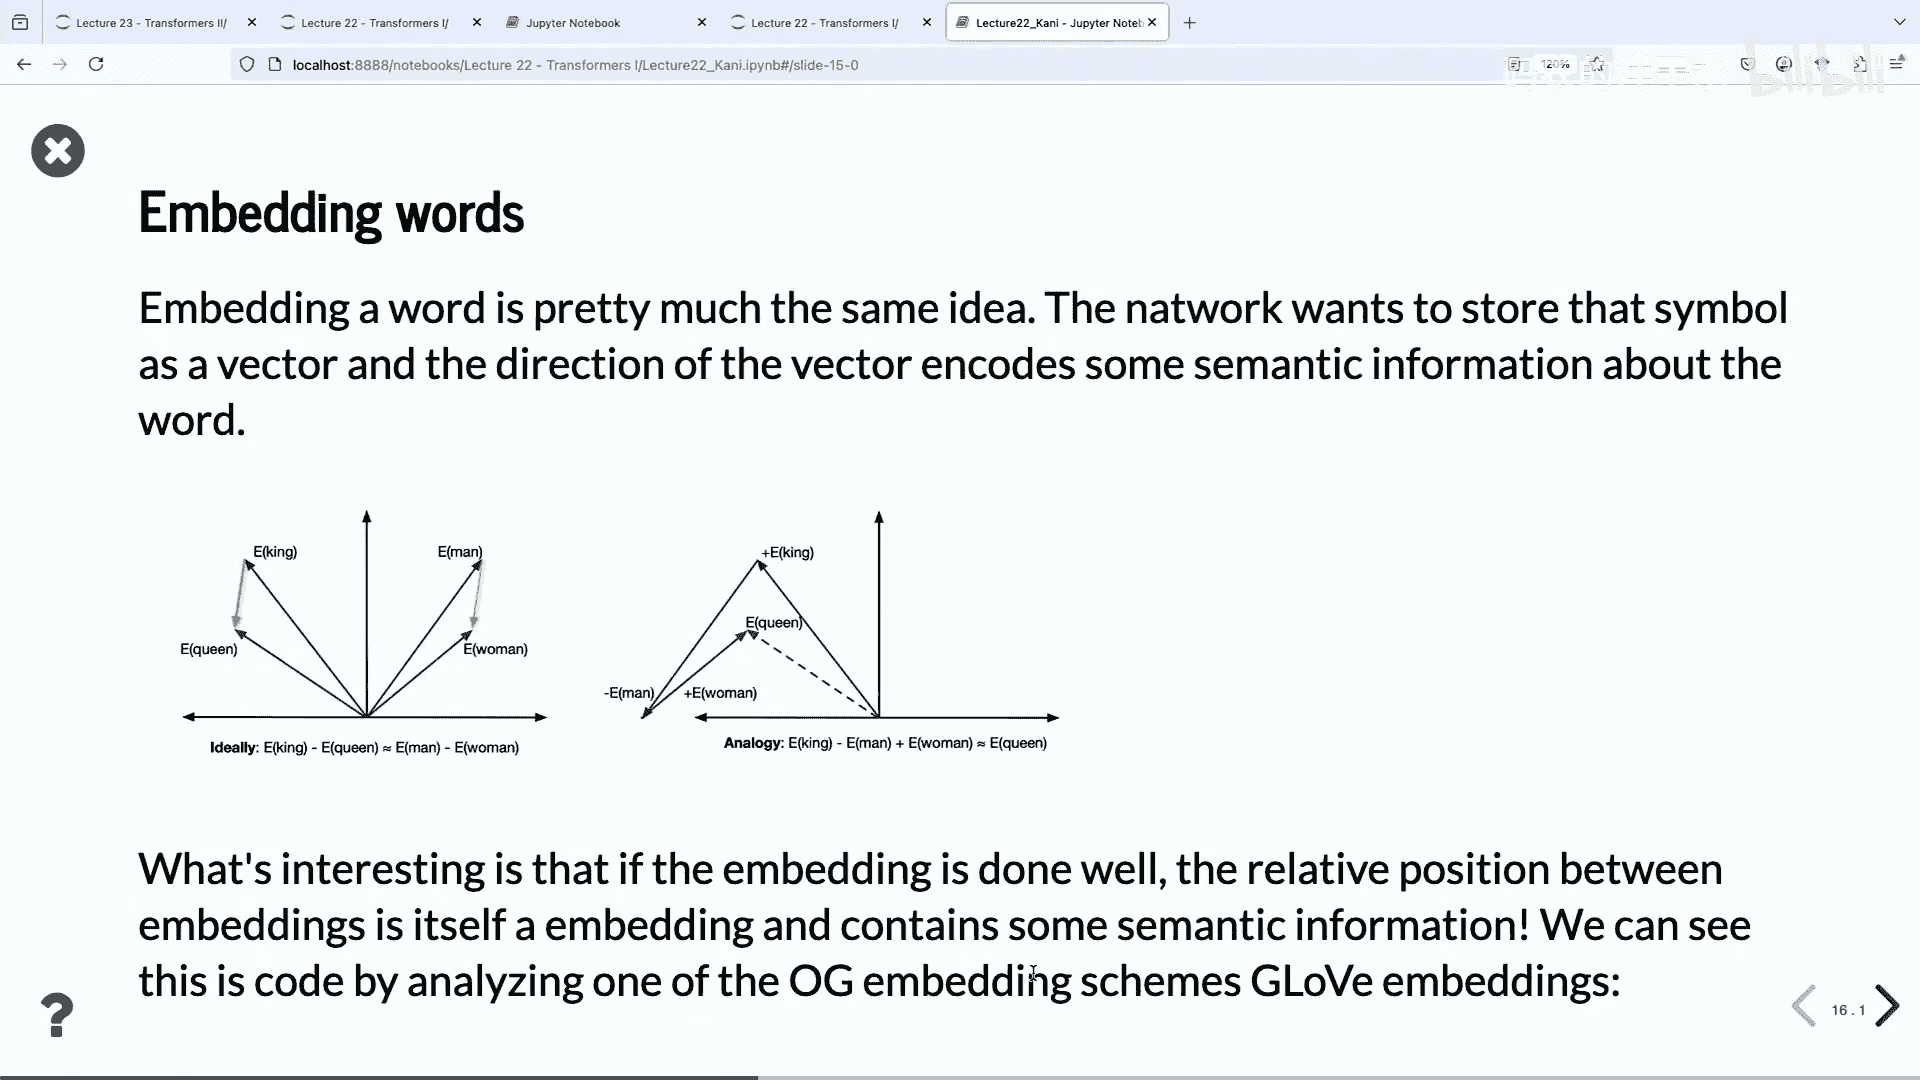 Lecture 23 - Transformers II/
Lecture 22 - Transformers I/
Jupyter Notebook
Lecture 22 - Transformers I/
Lecture22_Kani - Jupyter Noteb
localhost:8888/notebooks/Lecture 22 - Transformers I/Lecture22_Kani.ipynb#/slide-15-0
120%
bilibili
Embedding words
Embedding a word is pretty much the same idea. The natwork wants to store that symbol
as a vector and the direction of the vector encodes some semantic information about the
word.
E(king)
E(man)
E(queen)
E(woman)
Ideally: E(king) - E(queen) ≈ E(man) - E(woman)
+E(king)
E(queen)
-E(man)
+E(woman)
Analogy: E(king) - E(man) + E(woman) ≈ E(queen)
What's interesting is that if the embedding is done well, the relative position between
embeddings is itself a embedding and contains some semantic information! We can see
this is code by analyzing one of the OG embedding schemes GLoVe embeddings:
?
16 . 1